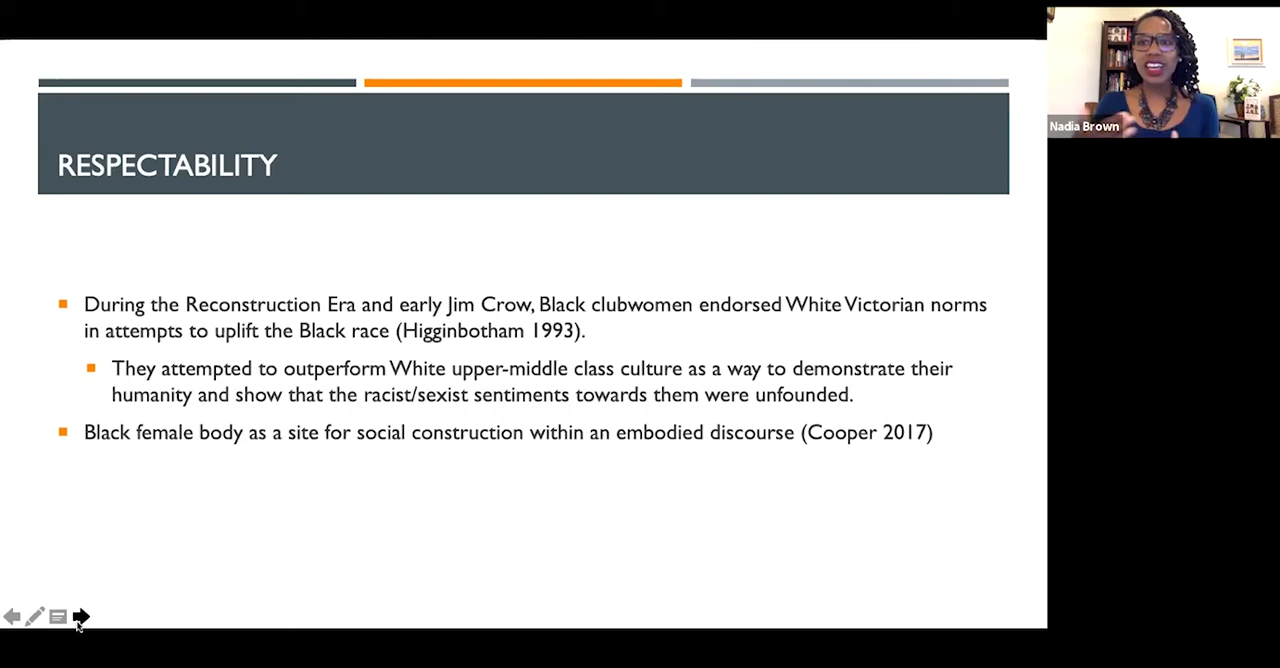 RESPECTABILITY
During the Reconstruction Era and early Jim Crow, Black clubwomen endorsed White Victorian norms
in attempts to uplift the Black race (Higginbotham 1993).
They attempted to outperform White upper-middle class culture as a way to demonstrate their
humanity and show that the racist/sexist sentiments towards them were unfounded.
Black female body as a site for social construction within an embodied discourse (Cooper 2017)
Nadia Brown